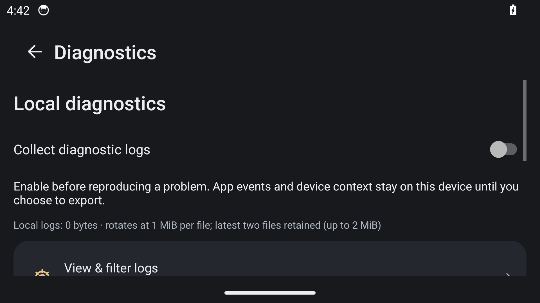 4:42
Diagnostics
Local diagnostics
Collect diagnostic logs
Enable before reproducing a problem. App events and device context stay on this device until you
choose to export.
Local logs: 0 bytes · rotates at 1 MiB per file; latest two files retained (up to 2 MiB)
View & filter logs